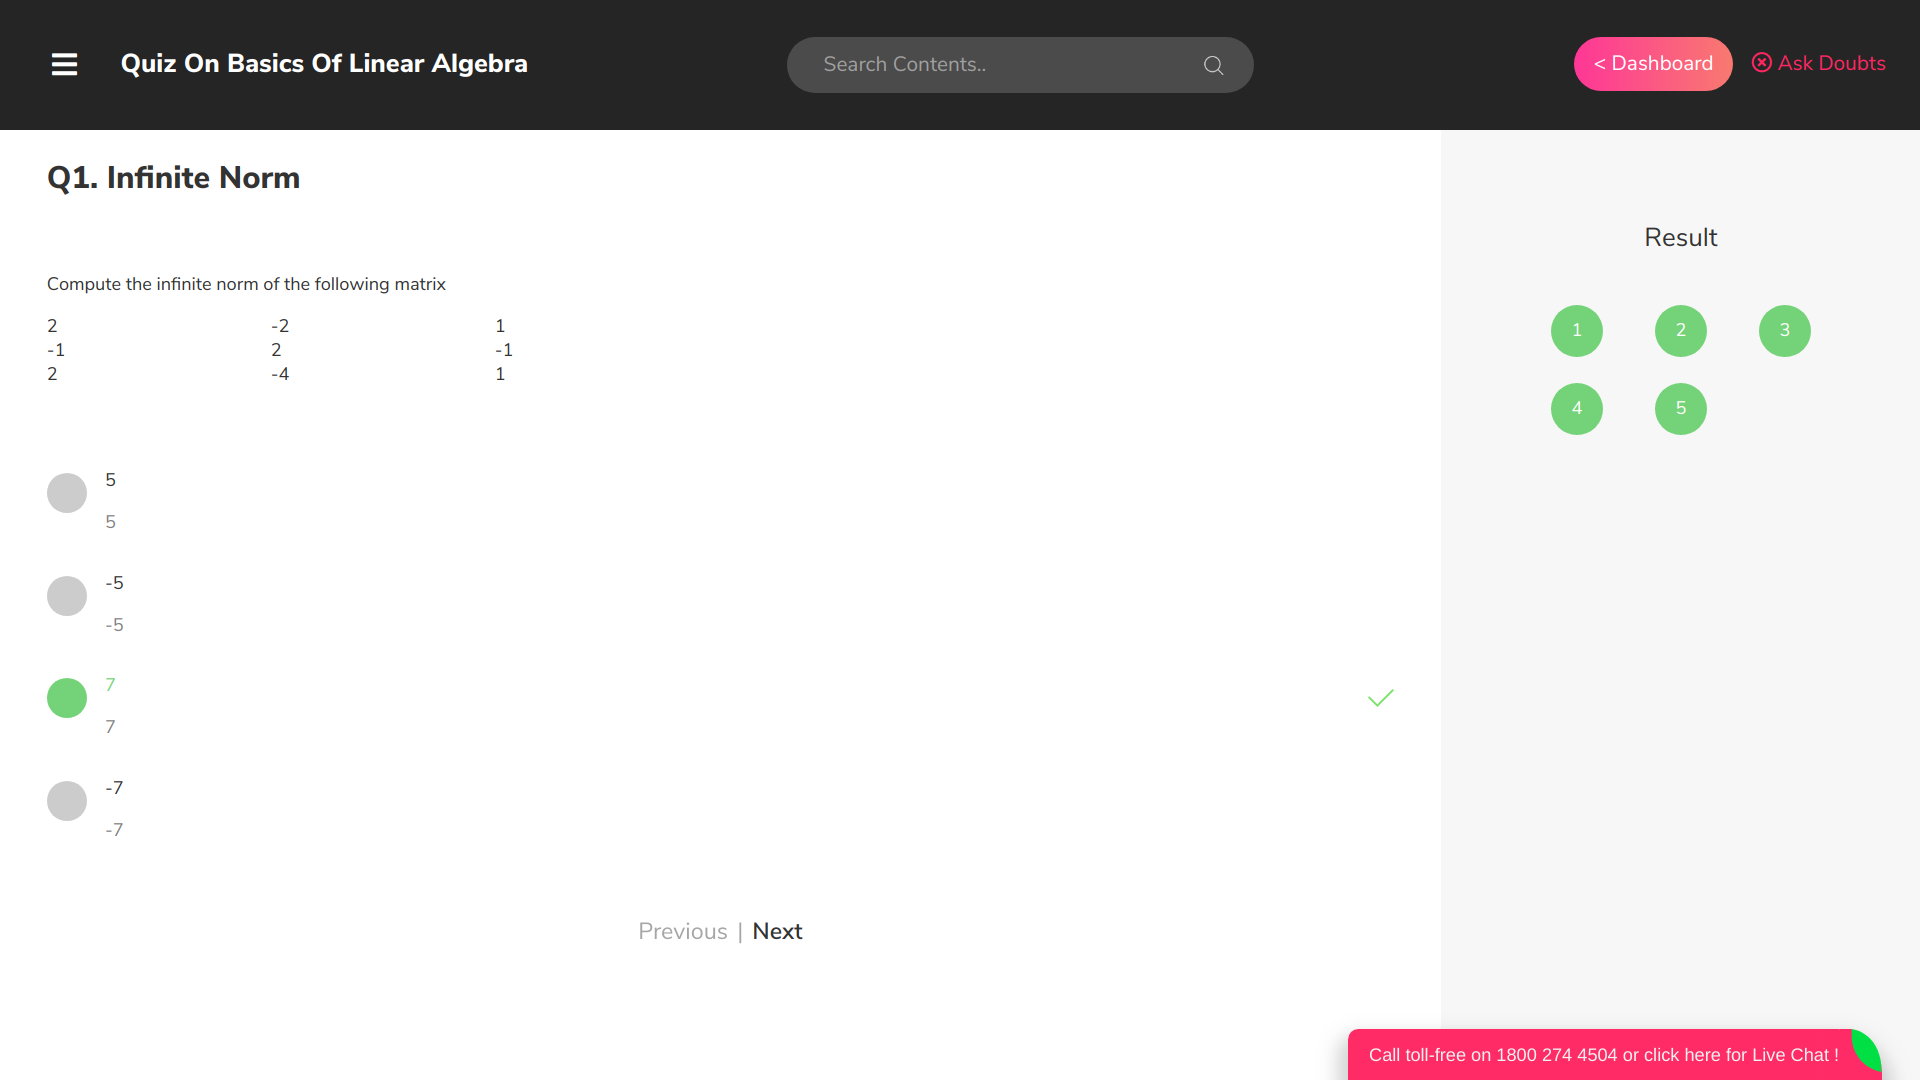 Quiz On Basics Of Linear Algebra
Search Contents..
< Dashboard
Ask Doubts
Q1. Infinite Norm
Compute the infinite norm of the following matrix
2 -2 1
-1 2 -1
2 -4 1
5
5
-5
-5
7
7
-7
-7
Previous | Next
Result
1 2 3
4 5
Call toll-free on 1800 274 4504 or click here for Live Chat !